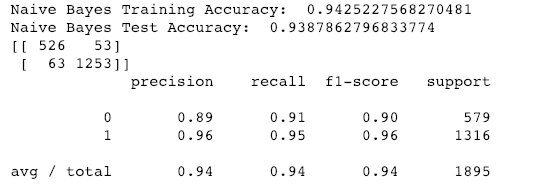 Naive Bayes Training Accuracy:  0.9425227568270481
Naive Bayes Test Accuracy:  0.9387862796833774
[[ 526   53]
 [  63 1253]]
             precision    recall  f1-score   support

          0       0.89      0.91      0.90       579
          1       0.96      0.95      0.96      1316

avg / total       0.94      0.94      0.94      1895